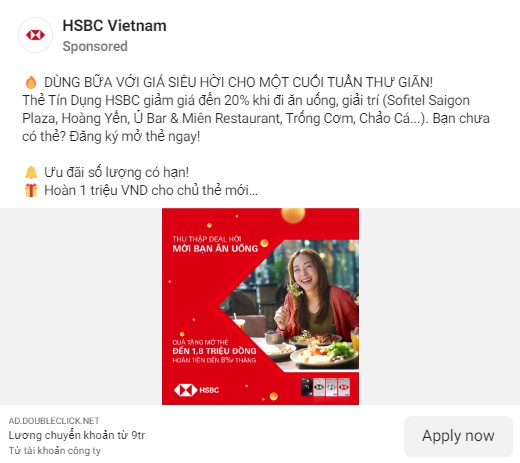 HSBC Vietnam
Sponsored
🔥 DÙNG BỮA VỚI GIÁ SIÊU HỜI CHO MỘT CUỐI TUẦN THƯ GIÃN!
Thẻ Tín Dụng HSBC giảm giá đến 20% khi đi ăn uống, giải trí (Sofitel Saigon
Plaza, Hoàng Yến, Ủ Bar & Miên Restaurant, Trống Cơm, Chảo Cá...). Bạn chưa
có thẻ? Đăng ký mở thẻ ngay!
🔔 Ưu đãi số lượng có hạn!
🎁 Hoàn 1 triệu VND cho chủ thẻ mới...
THU THẬP DEAL HỜI
MỜI BẠN ĂN UỐNG
QUÀ TẶNG MỞ THẺ
ĐẾN 1,8 TRIỆU ĐỒNG
HOÀN TIỀN ĐẾN 8%/THÁNG
HSBC
AD.DOUBLECLICK.NET
Lương chuyển khoản từ 9tr
Từ tài khoản công ty
Apply now